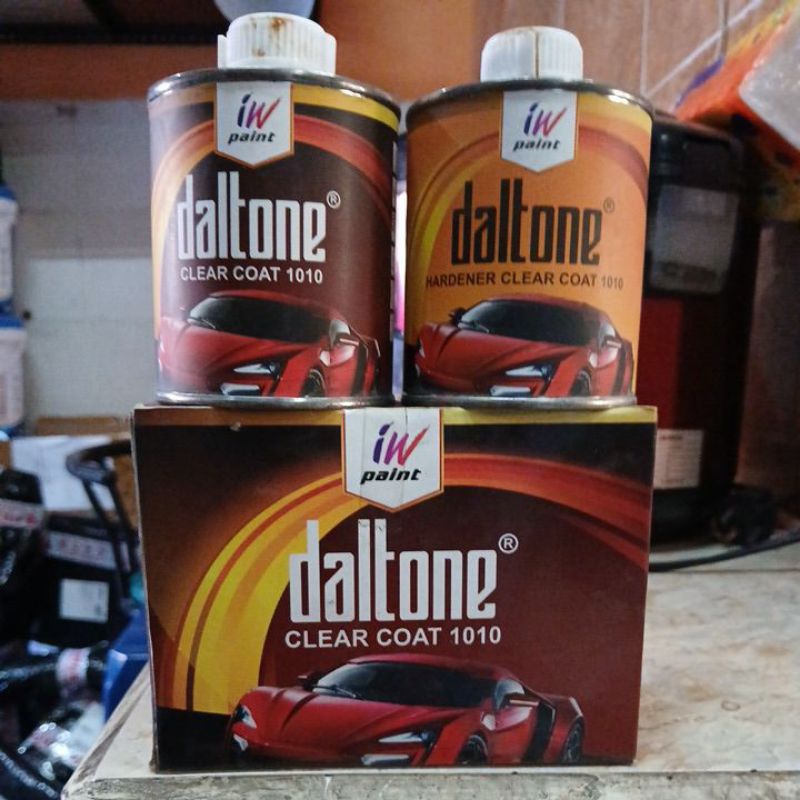 iw
paint
daltone®
CLEAR COAT 1010
iw
paint
daltone®
HARDENER CLEAR COAT 1010
iw
paint
daltone®
CLEAR COAT 1010